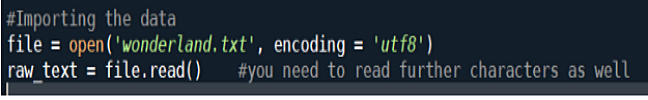 #Importing the data
file = open('wonderland.txt', encoding = 'utf8')
raw_text = file.read()    #you need to read further characters as well